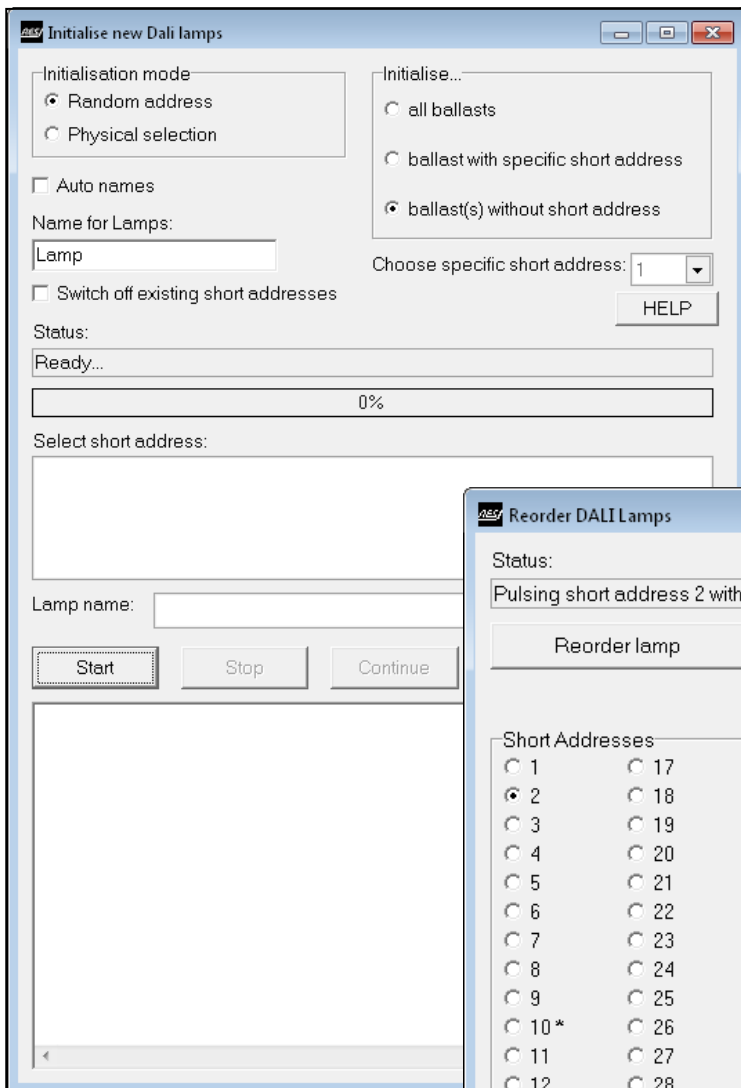 AES Initialise new Dali lamps
Initialisation mode
Random address
Physical selection
Auto names
Name for Lamps:
Lamp
Switch off existing short addresses
Initialise...
all ballasts
ballast with specific short address
ballast(s) without short address
Choose specific short address: 1
HELP
Status:
Ready...
0%
Select short address:
Lamp name:
Start Stop Continue
AES Reorder DALI Lamps
Status:
Pulsing short address 2 with
Reorder lamp
Short Addresses
1 17
2 18
3 19
4 20
5 21
6 22
7 23
8 24
9 25
10 * 26
11 27
12 28